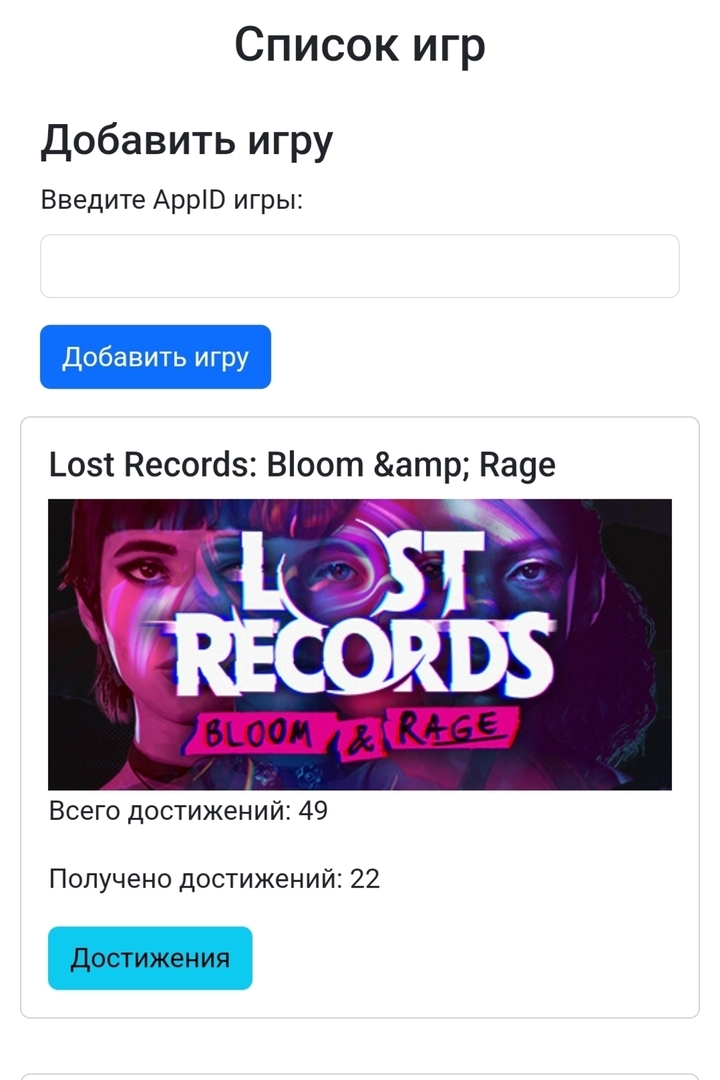 Список игр
Добавить игру
Введите AppID игры:
Добавить игру
Lost Records: Bloom &amp; Rage
LOST
RECORDS
BLOOM & RAGE
Всего достижений: 49
Получено достижений: 22
Достижения